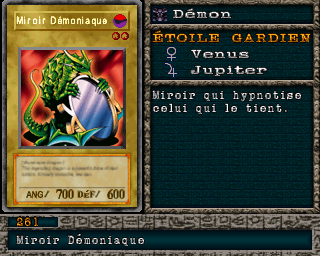 Miroir Démoniaque
ANG/ 700 DéF/ 600
Démon
ÉTOILE GARDIEN
♀ Venus
♃ Jupiter
Miroir qui hypnotise
celui qui le tient.
261
Miroir Démoniaque